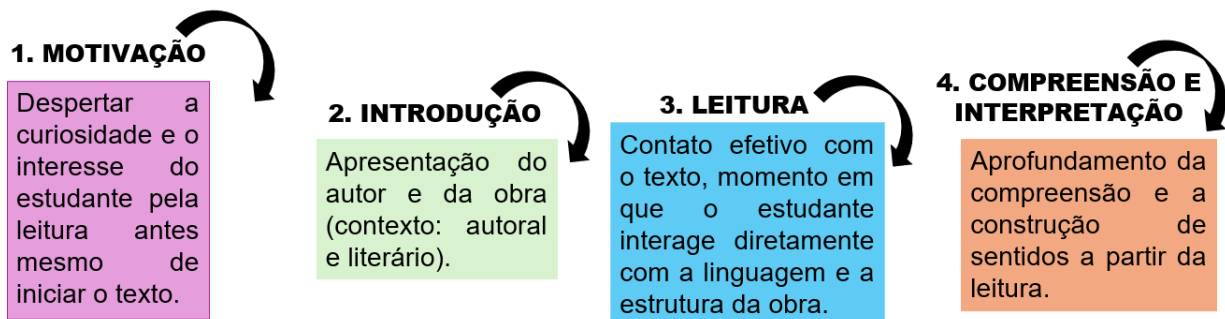 1. MOTIVAÇÃO
Despertar a
curiosidade e o
interesse do
estudante pela
leitura antes
mesmo de
iniciar o texto.
2. INTRODUÇÃO
Apresentação do
autor e da obra
(contexto: autoral
e literário).
3. LEITURA
Contato efetivo com
o texto, momento em
que o estudante
interage diretamente
com a linguagem e a
estrutura da obra.
4. COMPREENSÃO E
INTERPRETAÇÃO
Aprofundamento da
compreensão e a
construção de
sentidos a partir da
leitura.